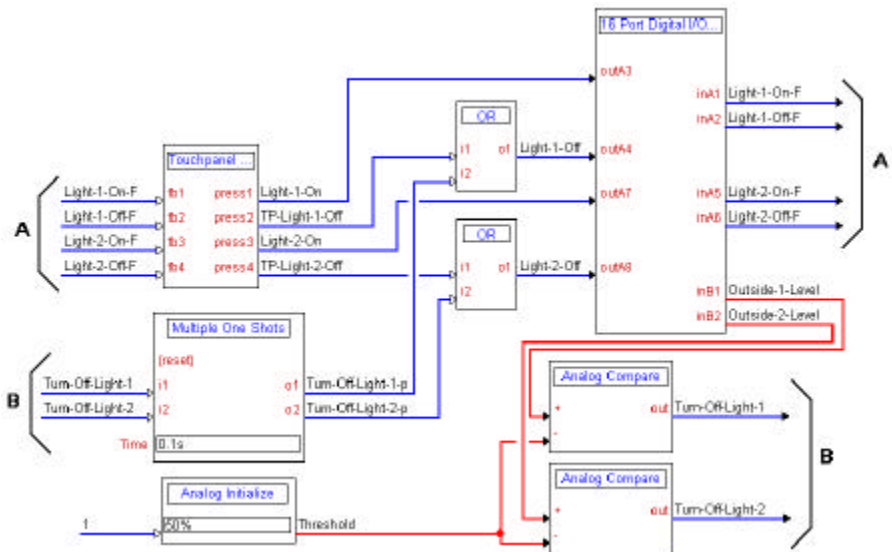 16 Port Digital I/O...
outA3
inA1 Light-1-On-F
inA2 Light-1-Off-F
OR
i1 o1 Light-1-Off
i2
outA4
A
Touchpanel ...
Light-1-On-F fb1 press1 Light-1-On
Light-1-Off-F fb2 press2 TP-Light-1-Off
Light-2-On-F fb3 press3 Light-2-On
Light-2-Off-F fb4 press4 TP-Light-2-Off
A
outA7
inA5 Light-2-On-F
inA6 Light-2-Off-F
OR
i1 o1 Light-2-Off
i2
outA8
inB1 Outside-1-Level
inB2 Outside-2-Level
Multiple One Shots
[reset]
B
Turn-Off-Light-1 i1 o1 Turn-Off-Light-1-p
Turn-Off-Light-2 i2 o2 Turn-Off-Light-2-p
Time 0.1s
Analog Compare
+ out Turn-Off-Light-1
-
B
Analog Compare
+ out Turn-Off-Light-2
-
Analog Initialize
1 50% Threshold